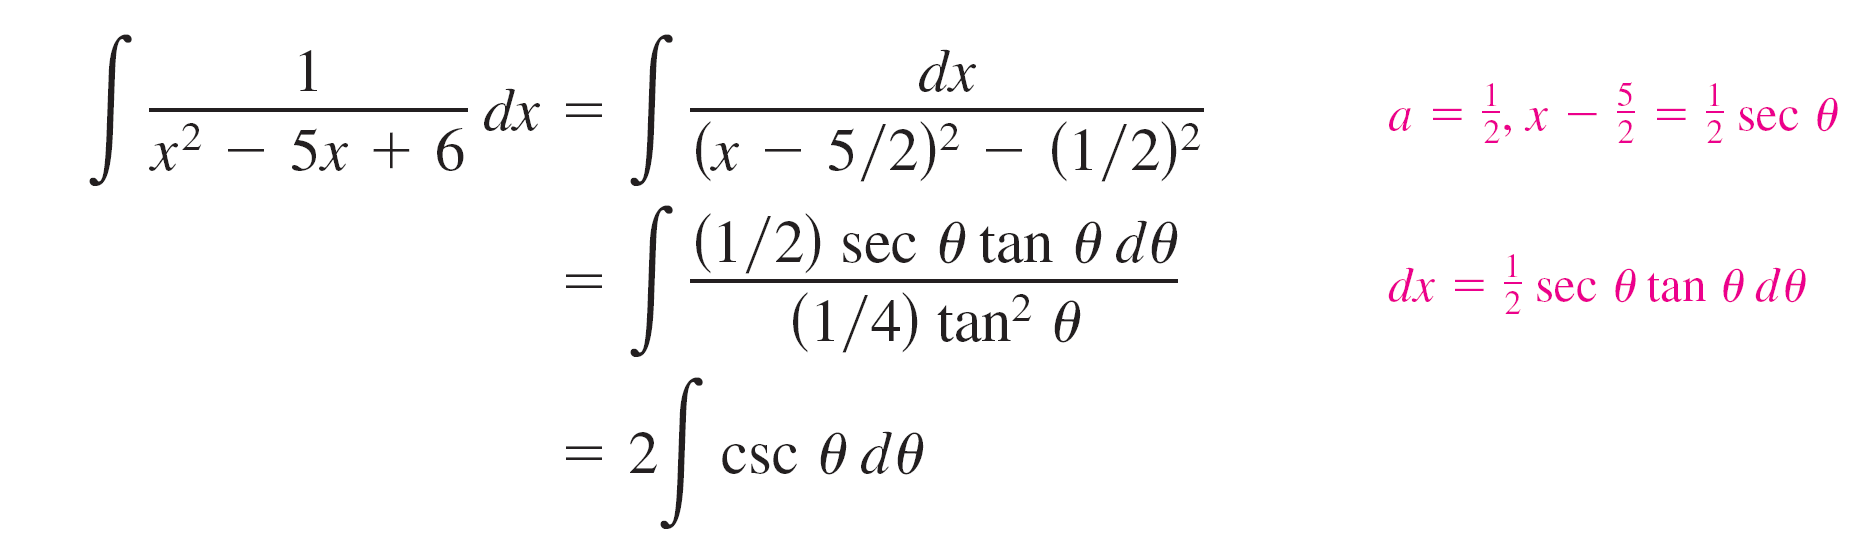 ∫ 1/(x² − 5x + 6) dx = ∫ dx/((x − 5/2)² − (1/2)²)    a = 1/2, x − 5/2 = 1/2 sec θ
= ∫ (1/2) sec θ tan θ dθ/((1/4) tan² θ)    dx = 1/2 sec θ tan θ dθ
= 2∫ csc θ dθ